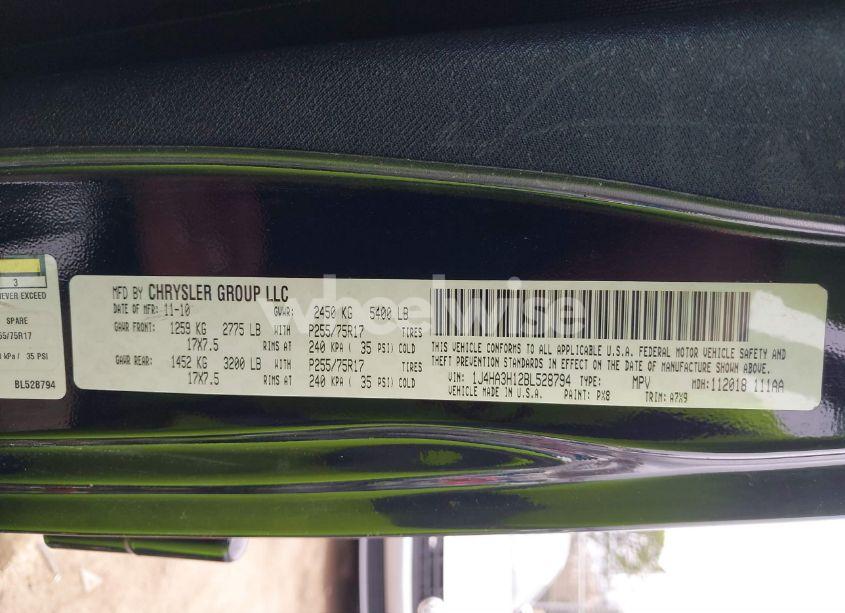 3
NEVER EXCEED
SPARE
55/75R17
kPa / 35 PSI
BL528794
MFD BY CHRYSLER GROUP LLC
DATE OF MFR: 11-10 GVWR: 2450 KG 5400 LB
GAWR FRONT: 1259 KG 2775 LB WITH P255/75R17 TIRES
17X7.5 RIMS AT 240 KPA ( 35 PSI) COLD
GAWR REAR: 1452 KG 3200 LB WITH P255/75R17 TIRES
17X7.5 RIMS AT 240 KPA ( 35 PSI) COLD
THIS VEHICLE CONFORMS TO ALL APPLICABLE U.S.A. FEDERAL MOTOR VEHICLE SAFETY AND
THEFT PREVENTION STANDARDS IN EFFECT ON THE DATE OF MANUFACTURE SHOWN ABOVE.
VIN: 1J4HA3H12BL528794 TYPE: MPV MDH: 112018 111AA
VEHICLE MADE IN U.S.A. PAINT: PX8 TRIM: A7X9
wheelwise